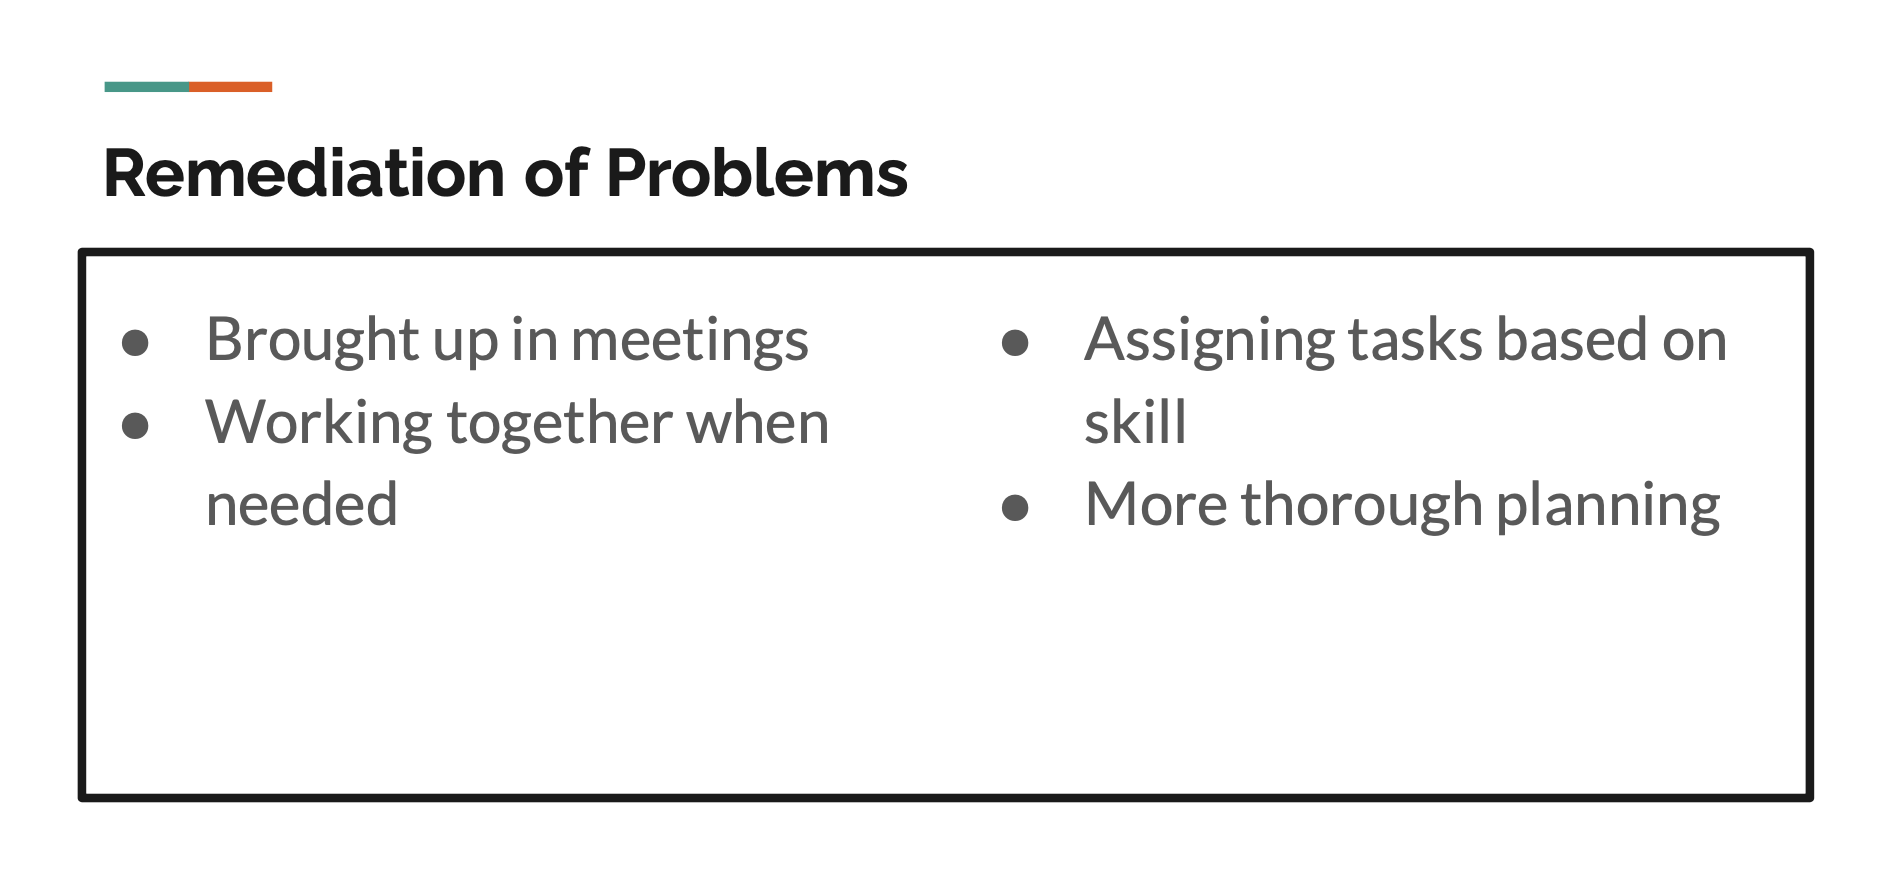 Remediation of Problems
● Brought up in meetings
● Working together when
needed
● Assigning tasks based on
skill
● More thorough planning